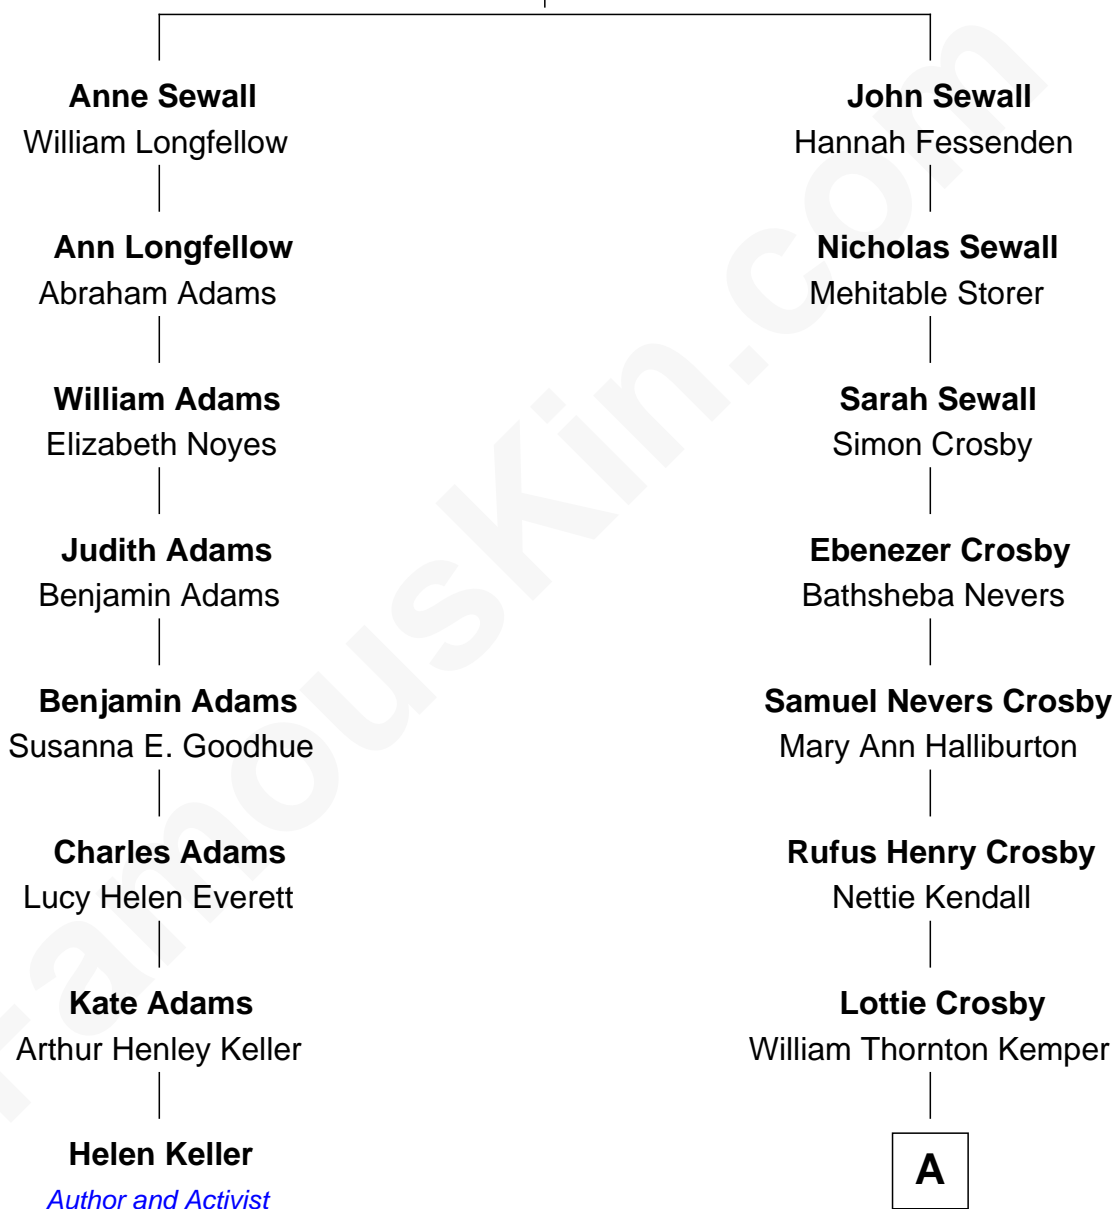 Anne Sewall
William Longfellow
Ann Longfellow
Abraham Adams
William Adams
Elizabeth Noyes
Judith Adams
Benjamin Adams
Benjamin Adams
Susanna E. Goodhue
Charles Adams
Lucy Helen Everett
Kate Adams
Arthur Henley Keller
Helen Keller
Author and Activist
John Sewall
Hannah Fessenden
Nicholas Sewall
Mehitable Storer
Sarah Sewall
Simon Crosby
Ebenezer Crosby
Bathsheba Nevers
Samuel Nevers Crosby
Mary Ann Halliburton
Rufus Henry Crosby
Nettie Kendall
Lottie Crosby
William Thornton Kemper
A
FamousKin.com